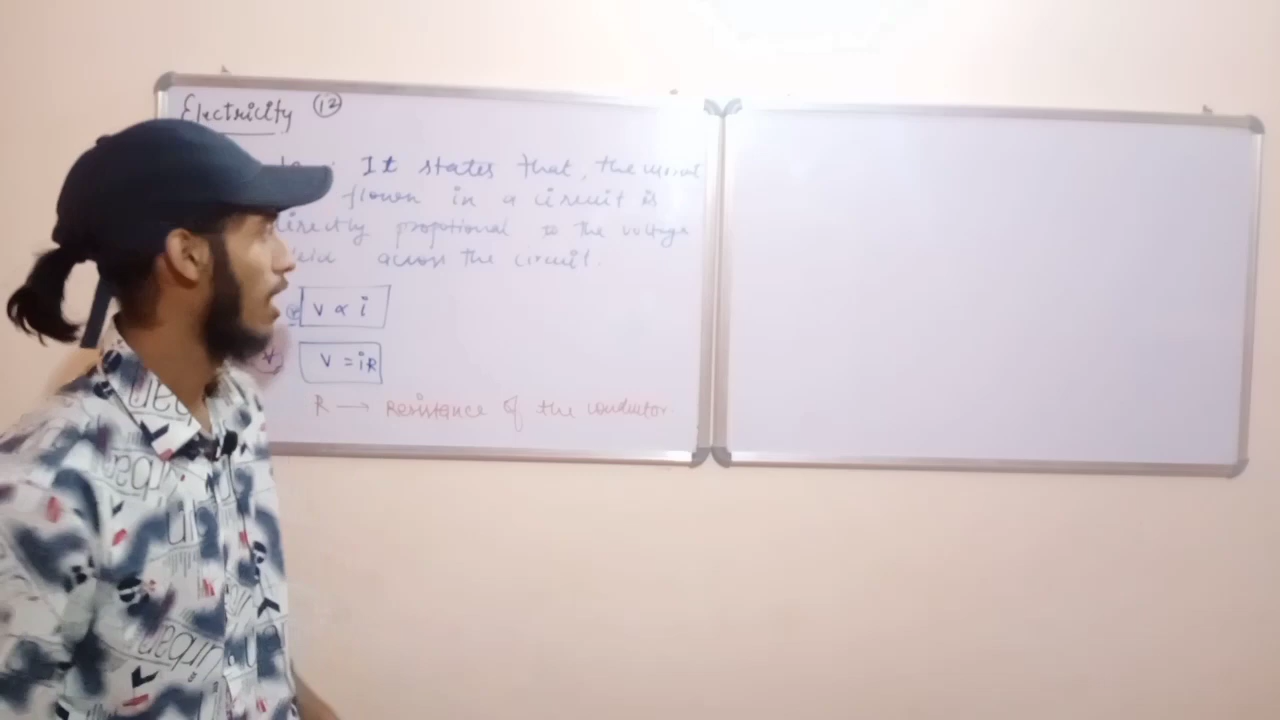 Electricity 12
It states that, the current
flown in a circuit is
directly propotional to the voltage
across the circuit.
V ∝ i
V = iR
R → Resistance of the conductor.